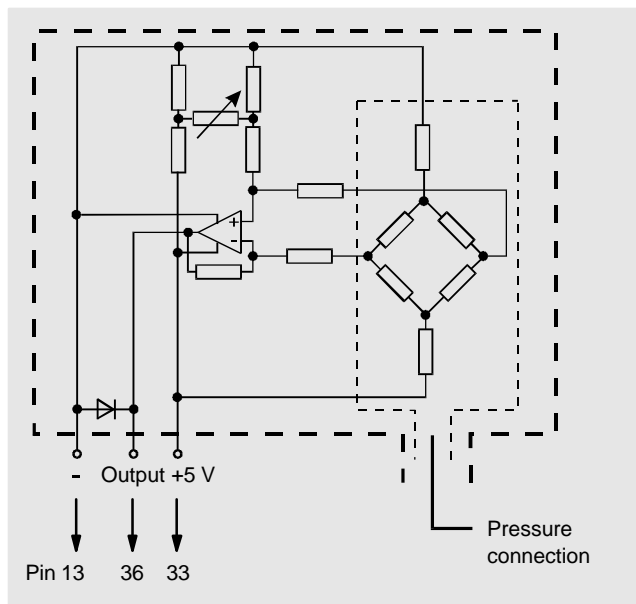 +
-
- Output +5 V
Pressure
connection
Pin 13 36 33